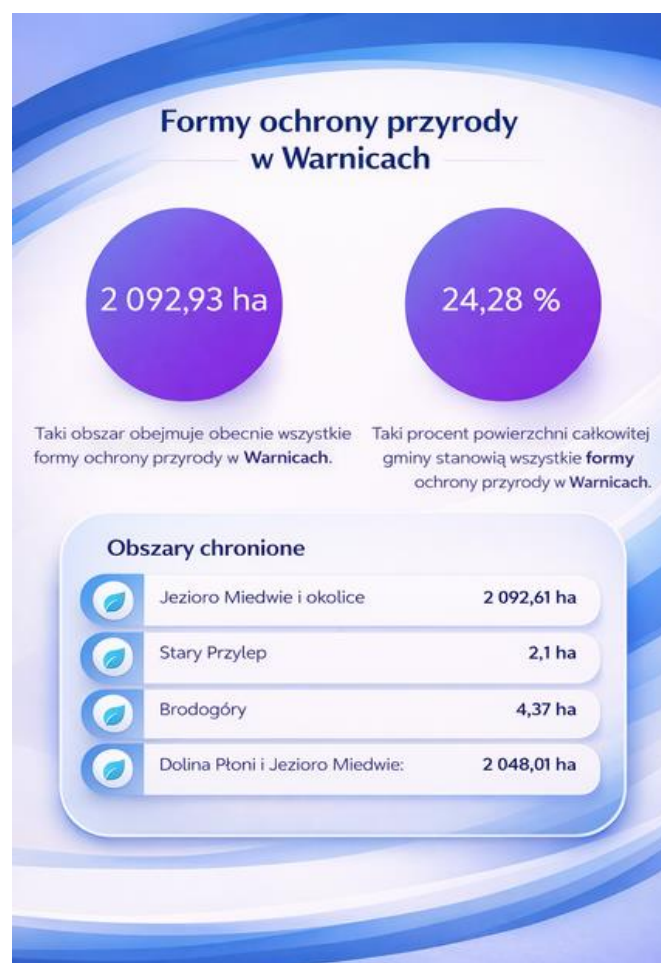 Formy ochrony przyrody
w Warnicach
2 092,93 ha
24,28 %
Taki obszar obejmuje obecnie wszystkie
formy ochrony przyrody w Warnicach.
Taki procent powierzchni całkowitej
gminy stanowią wszystkie formy
ochrony przyrody w Warnicach.
Obszary chronione
Jezioro Miedwie i okolice 2 092,61 ha
Stary Przylep 2,1 ha
Brodogóry 4,37 ha
Dolina Płoni i Jezioro Miedwie: 2 048,01 ha